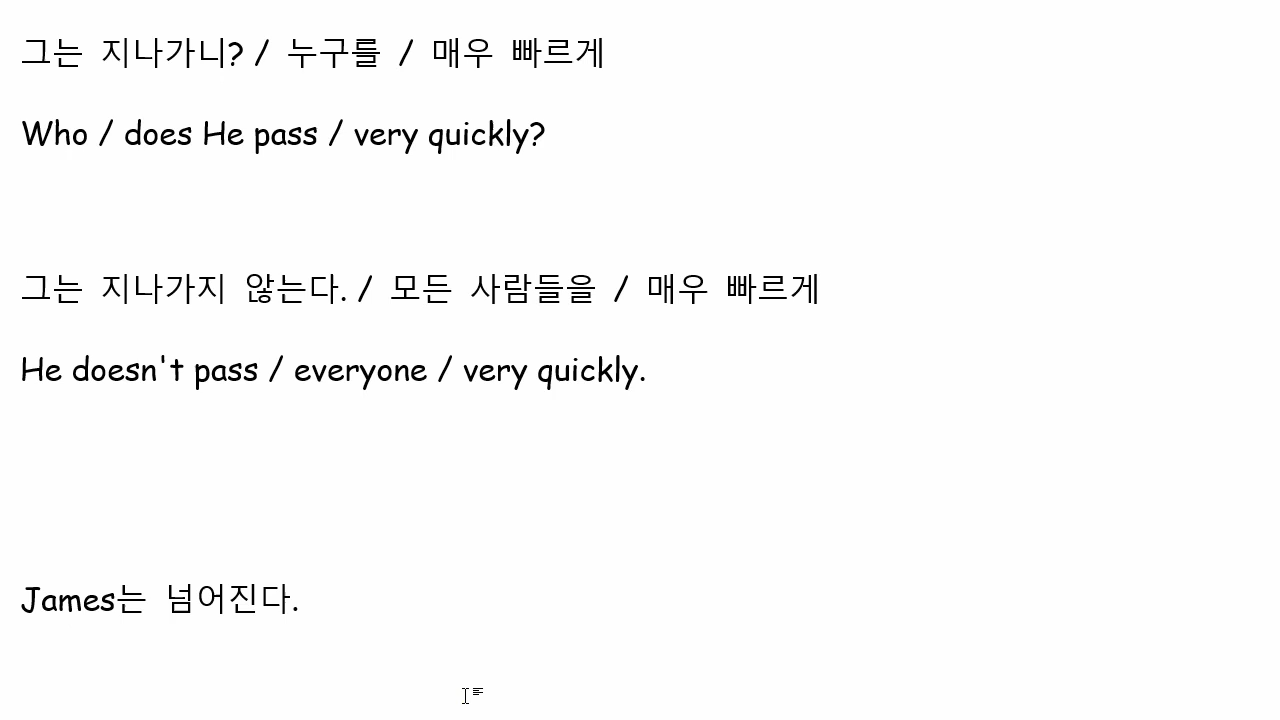 그는 지나가니? / 누구를 / 매우 빠르게
Who / does He pass / very quickly?
그는 지나가지 않는다. / 모든 사람들을 / 매우 빠르게
He doesn't pass / everyone / very quickly.
James는 넘어진다.